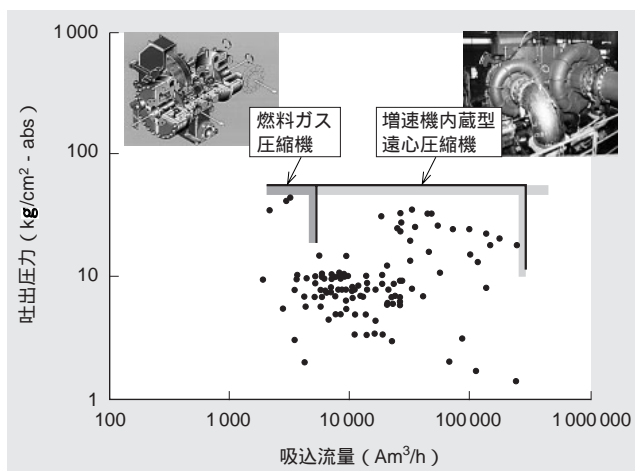 1 000
100
10
1
吐出圧力（kg/cm2 - abs）
燃料ガス
圧縮機
増速機内蔵型
遠心圧縮機
100
1 000
10 000
100 000
1 000 000
吸込流量（Am³/h）